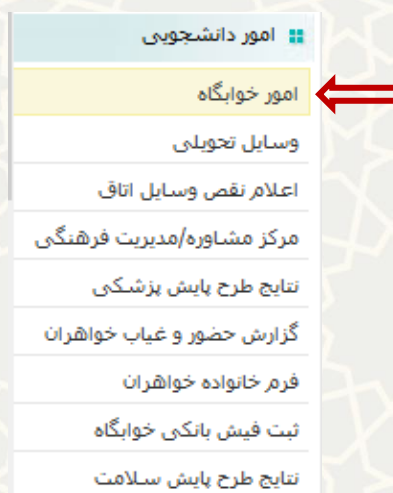 امور دانشجویی
امور خوابگاه
وسایل تحویلی
اعلام نقص وسایل اتاق
مرکز مشاوره/مدیریت فرهنگی
نتایج طرح پایش پزشکی
گزارش حضور و غیاب خواهران
فرم خانواده خواهران
ثبت فیش بانکی خوابگاه
نتایج طرح پایش سلامت